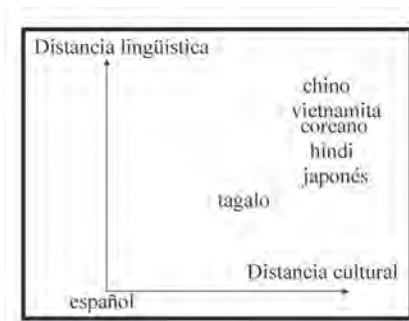 Distancia lingüística
chino
vietnamita
coreano
hindi
japonés
tagalo
Distancia cultural
español